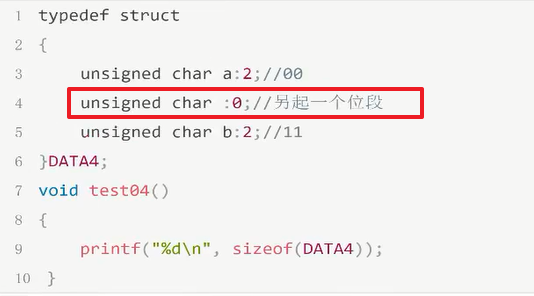 1 typedef struct
2 {
3     unsigned char a:2;//00
4     unsigned char :0;//另起一个位段
5     unsigned char b:2;//11
6 }DATA4;
7 void test04()
8 {
9     printf("%d\n", sizeof(DATA4));
10 }